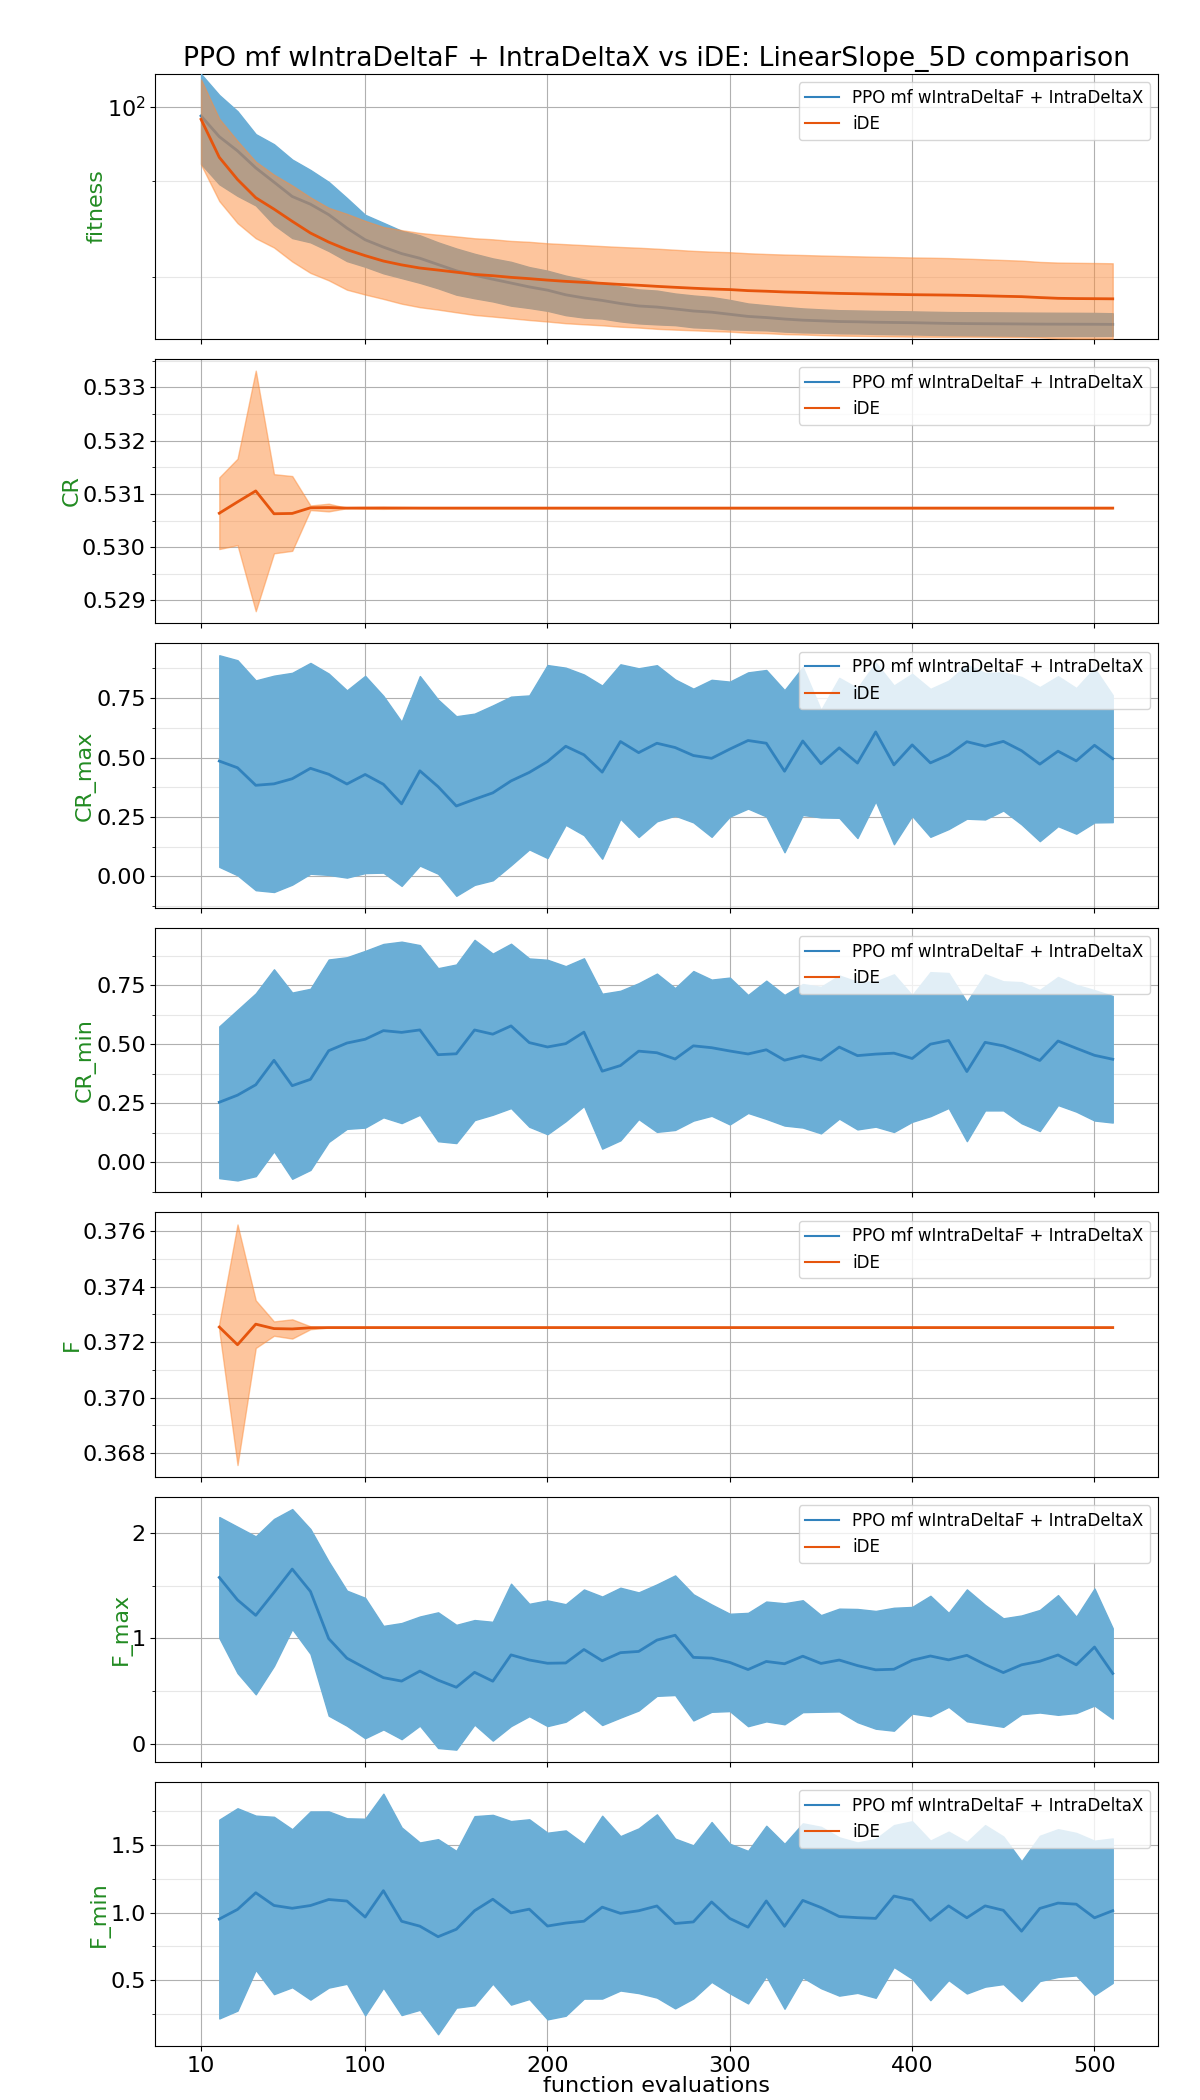 PPO mf wIntraDeltaF + IntraDeltaX vs iDE: LinearSlope_5D comparison
10²
fitness
PPO mf wIntraDeltaF + IntraDeltaX
iDE
0.533
0.532
0.531
0.530
0.529
CR
PPO mf wIntraDeltaF + IntraDeltaX
iDE
0.75
0.50
0.25
0.00
CR_max
PPO mf wIntraDeltaF + IntraDeltaX
iDE
0.75
0.50
0.25
0.00
CR_min
PPO mf wIntraDeltaF + IntraDeltaX
iDE
0.376
0.374
0.372
0.370
0.368
F
PPO mf wIntraDeltaF + IntraDeltaX
iDE
2
1
0
F_max
PPO mf wIntraDeltaF + IntraDeltaX
iDE
1.5
1.0
0.5
F_min
PPO mf wIntraDeltaF + IntraDeltaX
iDE
10 100 200 300 400 500
function evaluations